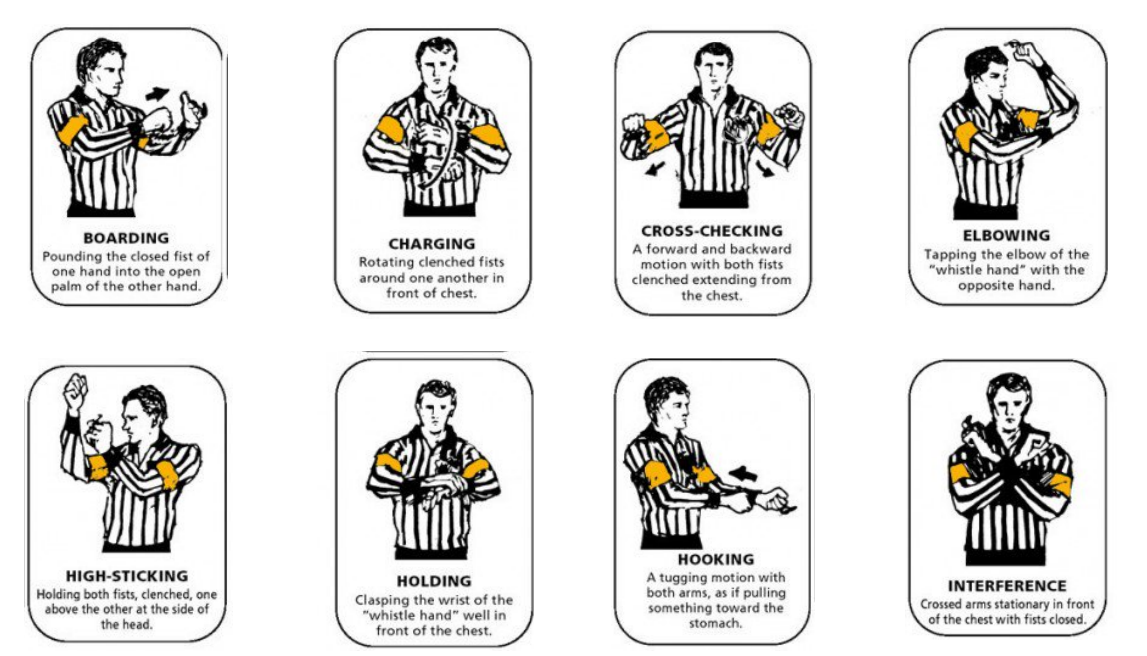 BOARDING
Pounding the closed fist of
one hand into the open
palm of the other hand.
CHARGING
Rotating clenched fists
around one another in
front of chest.
CROSS-CHECKING
A forward and backward
motion with both fists
clenched extending from
the chest.
ELBOWING
Tapping the elbow of the
“whistle hand” with the
opposite hand.
HIGH-STICKING
Holding both fists, clenched, one
above the other at the side of
the head.
HOLDING
Clasping the wrist of the
“whistle hand” well in
front of the chest.
HOOKING
A tugging motion with
both arms, as if pulling
something toward the
stomach.
INTERFERENCE
Crossed arms stationary in front
of the chest with fists closed.